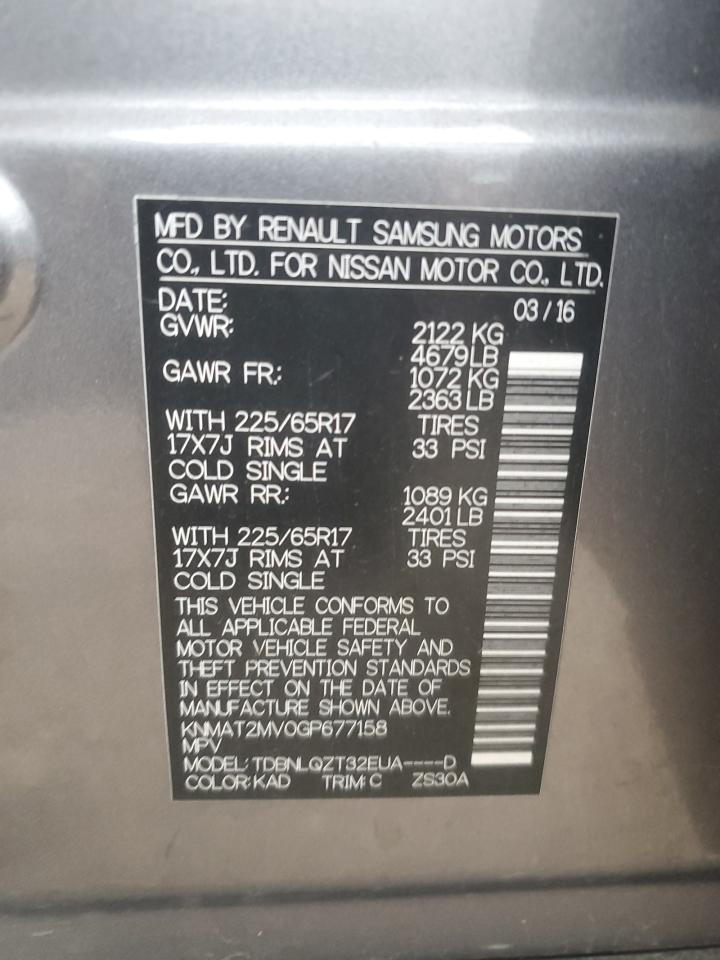 MFD BY RENAULT SAMSUNG MOTORS
CO., LTD. FOR NISSAN MOTOR CO., LTD.
DATE: 03/16
GVWR: 2122 KG
4679LB
GAWR FR.: 1072 KG
2363LB
WITH 225/65R17 TIRES
17X7J RIMS AT 33 PSI
COLD SINGLE
GAWR RR.: 1089 KG
2401LB
WITH 225/65R17 TIRES
17X7J RIMS AT 33 PSI
COLD SINGLE
THIS VEHICLE CONFORMS TO
ALL APPLICABLE FEDERAL
MOTOR VEHICLE SAFETY AND
THEFT PREVENTION STANDARDS
IN EFFECT ON THE DATE OF
MANUFACTURE SHOWN ABOVE.
KNMAT2MV0GP677158
MPV
MODEL: TDBNLQZT32EUA----D
COLOR: KAD TRIM: C ZS30A